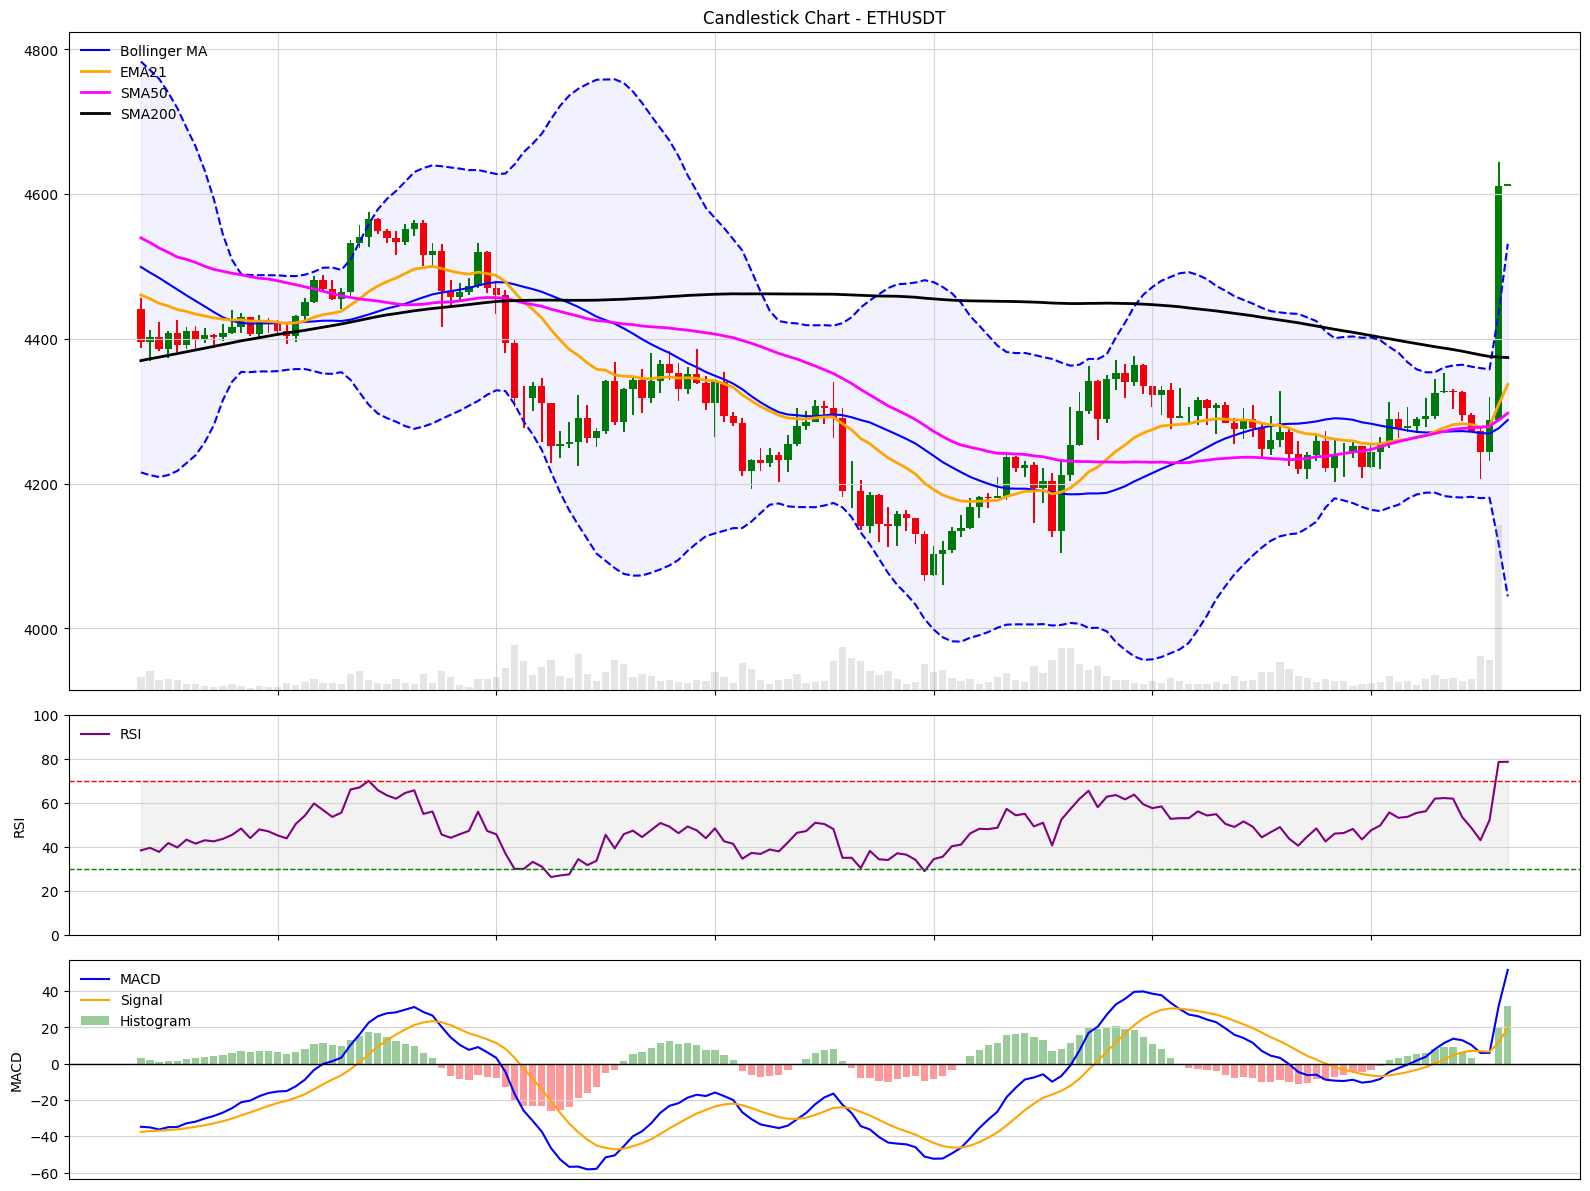 Candlestick Chart - ETHUSDT
4800
4600
4400
4200
4000
Bollinger MA
EMA21
SMA50
SMA200
RSI
100
80
60
40
20
0
RSI
MACD
40
20
0
−20
−40
−60
MACD
Signal
Histogram